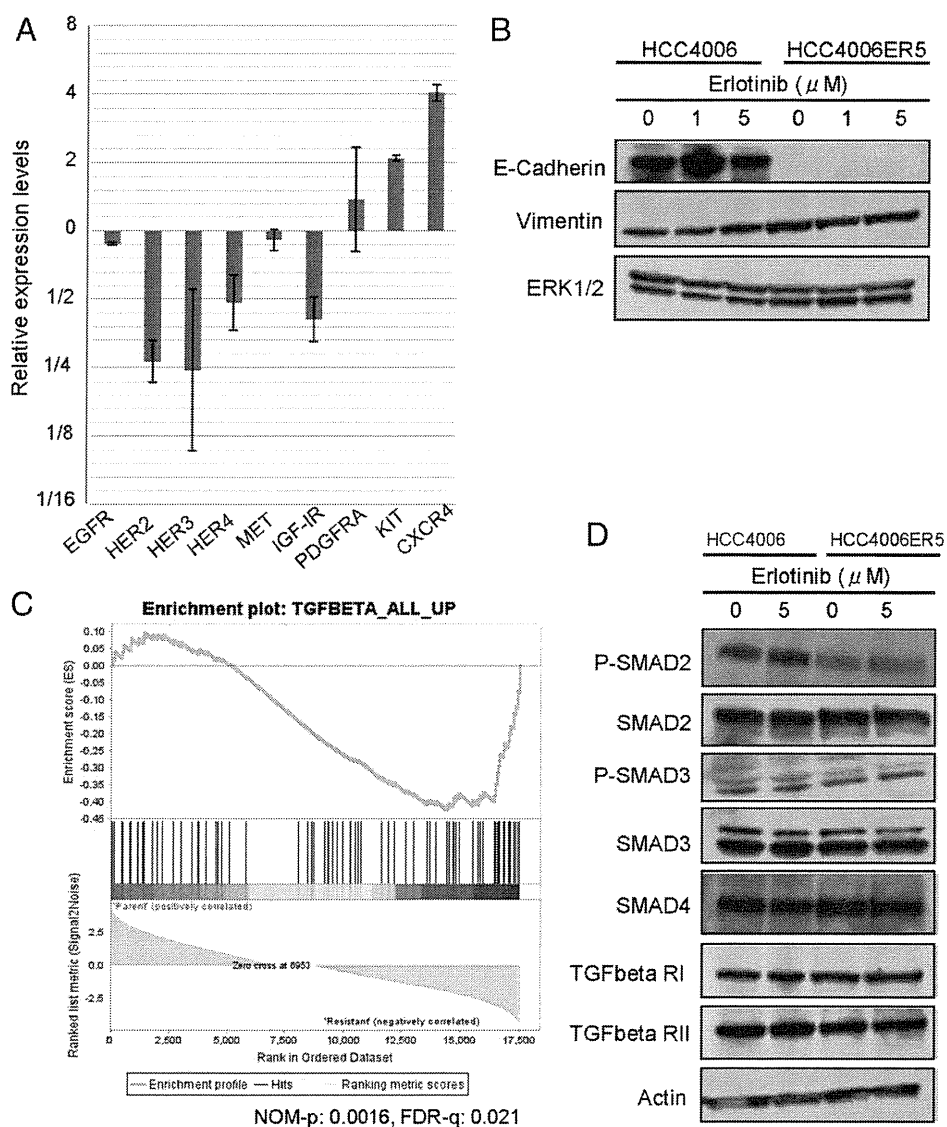 A
8
4
2
0
1/2
1/4
1/8
1/16
Relative expression levels
EGFR
HER2
HER3
HER4
MET
IGF-IR
PDGFRA
KIT
CXCR4
B
HCC4006 HCC4006ER5
Erlotinib (μM)
0 1 5 0 1 5
E-Cadherin
Vimentin
ERK1/2
C
Enrichment plot: TGFBETA_ALL_UP
Enrichment score (ES)
0.10
0.05
0.00
-0.05
-0.10
-0.15
-0.20
-0.25
-0.30
-0.35
-0.40
-0.45
'Parent' (positively correlated)
Ranked list metric (Signal2Noise)
2.5
0.0
-2.5
Zero cross at 6953
'Resistant' (negatively correlated)
0 2,500 5,000 7,500 10,000 12,500 15,000 17,500
Rank in Ordered Dataset
Enrichment profile Hits Ranking metric scores
NOM-p: 0.0016, FDR-q: 0.021
D
HCC4006 HCC4006ER5
Erlotinib (μM)
0 5 0 5
P-SMAD2
SMAD2
P-SMAD3
SMAD3
SMAD4
TGFbeta RI
TGFbeta RII
Actin